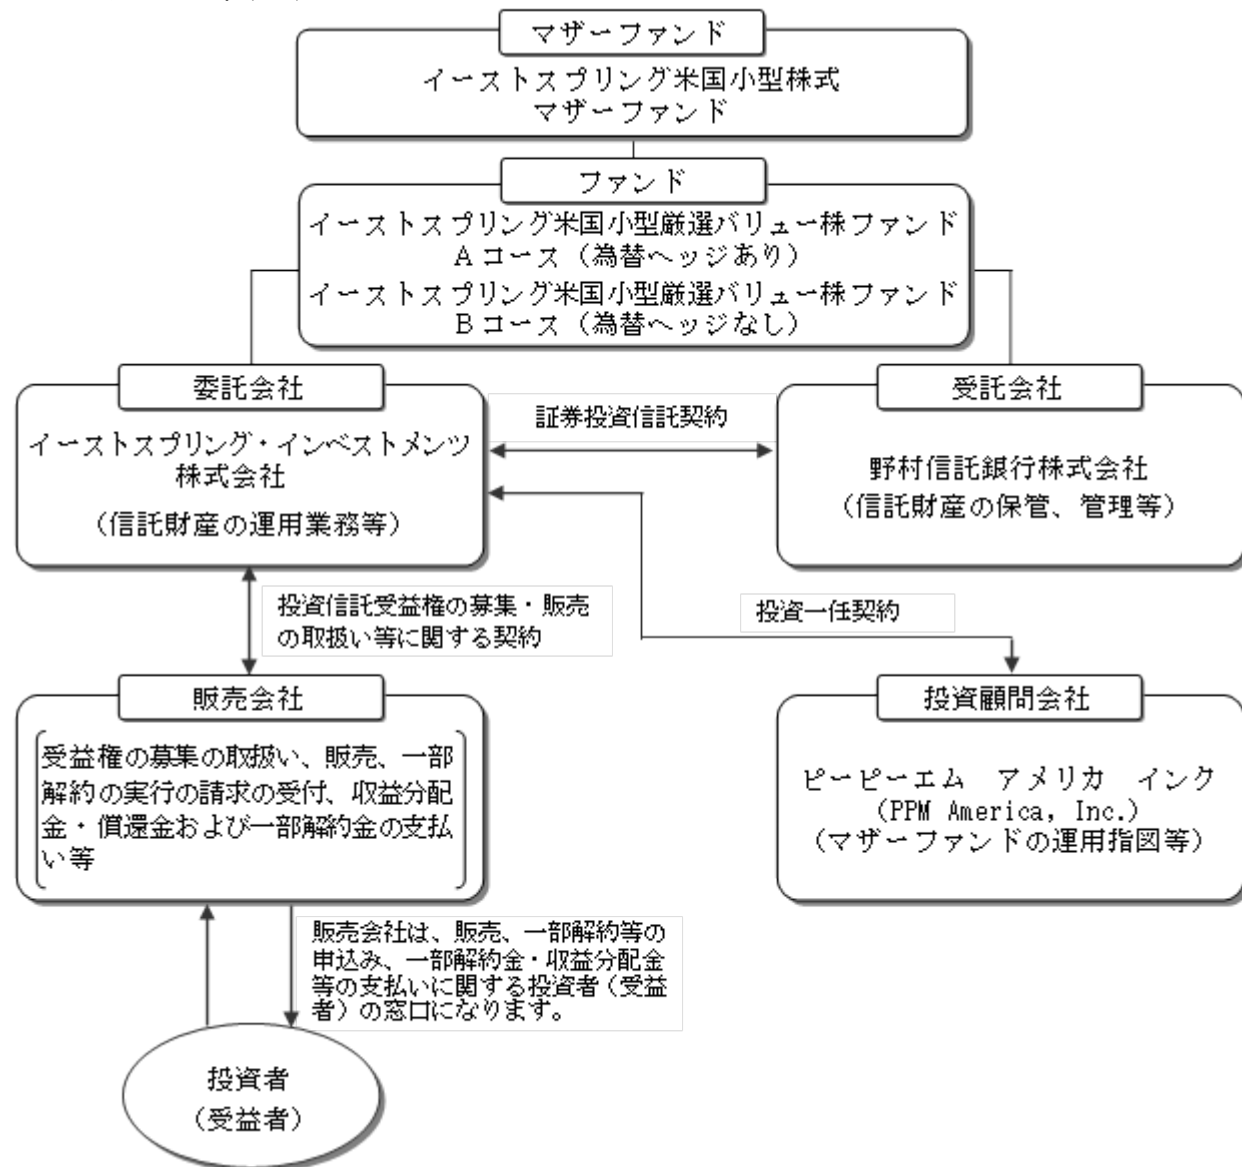 マザーファンド
イーストスプリング米国小型株式
マザーファンド
ファンド
イーストスプリング米国小型厳選バリュー株ファンド
Aコース(為替ヘッジあり)
イーストスプリング米国小型厳選バリュー株ファンド
Bコース(為替ヘッジなし)
委託会社
イーストスプリング・インベストメンツ
株式会社
(信託財産の運用業務等)
証券投資信託契約
受託会社
野村信託銀行株式会社
(信託財産の保管、管理等)
投資信託受益権の募集・販売
の取扱い等に関する契約
投資一任契約
販売会社
受益権の募集の取扱い、販売、一部
解約の実行の請求の受付、収益分配
金・償還金および一部解約金の支払
い等
投資顧問会社
ピーピーエム アメリカ インク
(PPM America, Inc.)
(マザーファンドの運用指図等)
販売会社は、販売、一部解約等の
申込み、一部解約金・収益分配金
等の支払いに関する投資者(受益
者)の窓口になります。
投資者
(受益者)